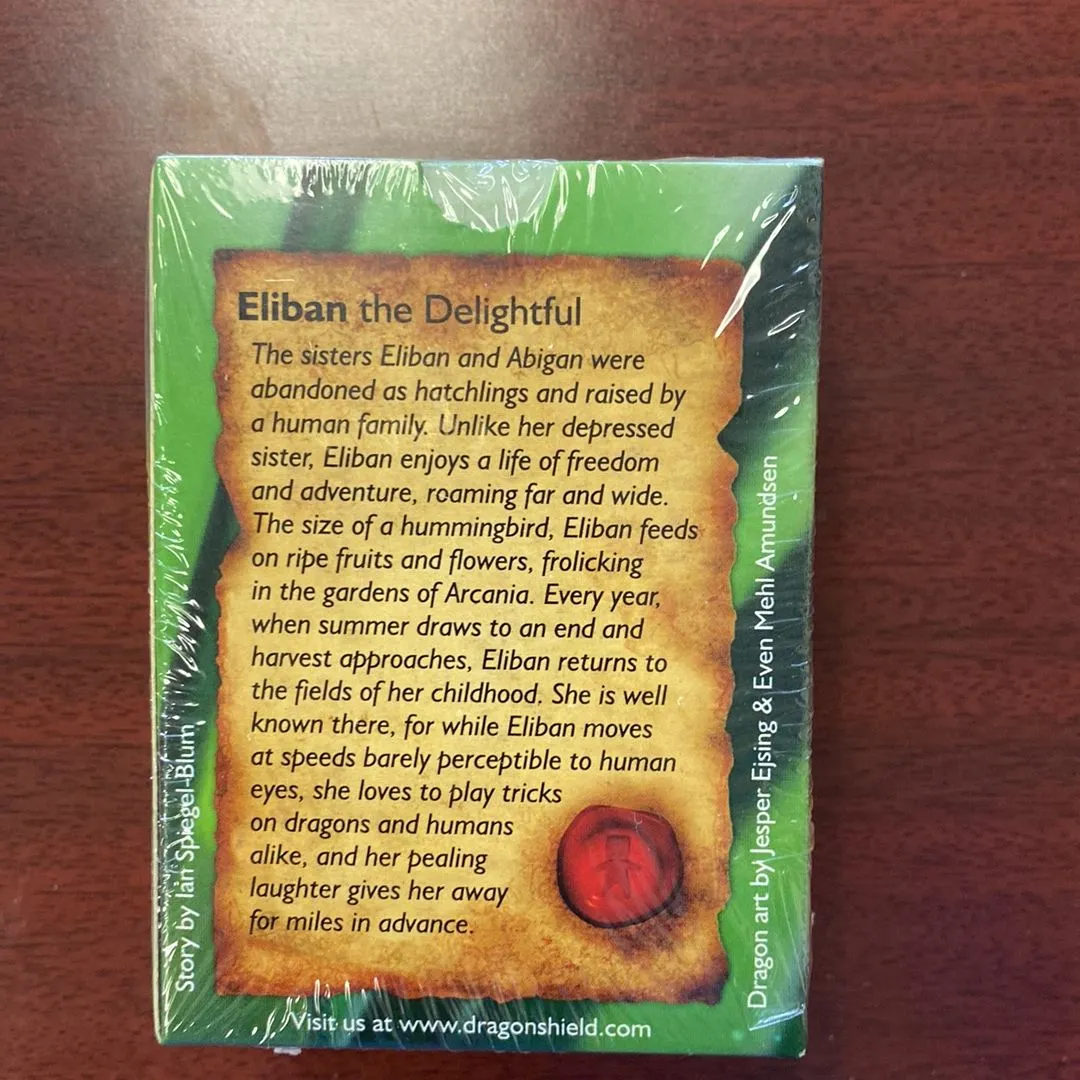 Eliban the Delightful
The sisters Eliban and Abigan were
abandoned as hatchlings and raised by
a human family. Unlike her depressed
sister, Eliban enjoys a life of freedom
and adventure, roaming far and wide.
The size of a hummingbird, Eliban feeds
on ripe fruits and flowers, frolicking
in the gardens of Arcania. Every year,
when summer draws to an end and
harvest approaches, Eliban returns to
the fields of her childhood. She is well
known there, for while Eliban moves
at speeds barely perceptible to human
eyes, she loves to play tricks
on dragons and humans
alike, and her pealing
laughter gives her away
for miles in advance.
Story by Ian Spiegel-Blum
Dragon art by Jesper Ejsing & Even Mehl Amundsen
Visit us at www.dragonshield.com